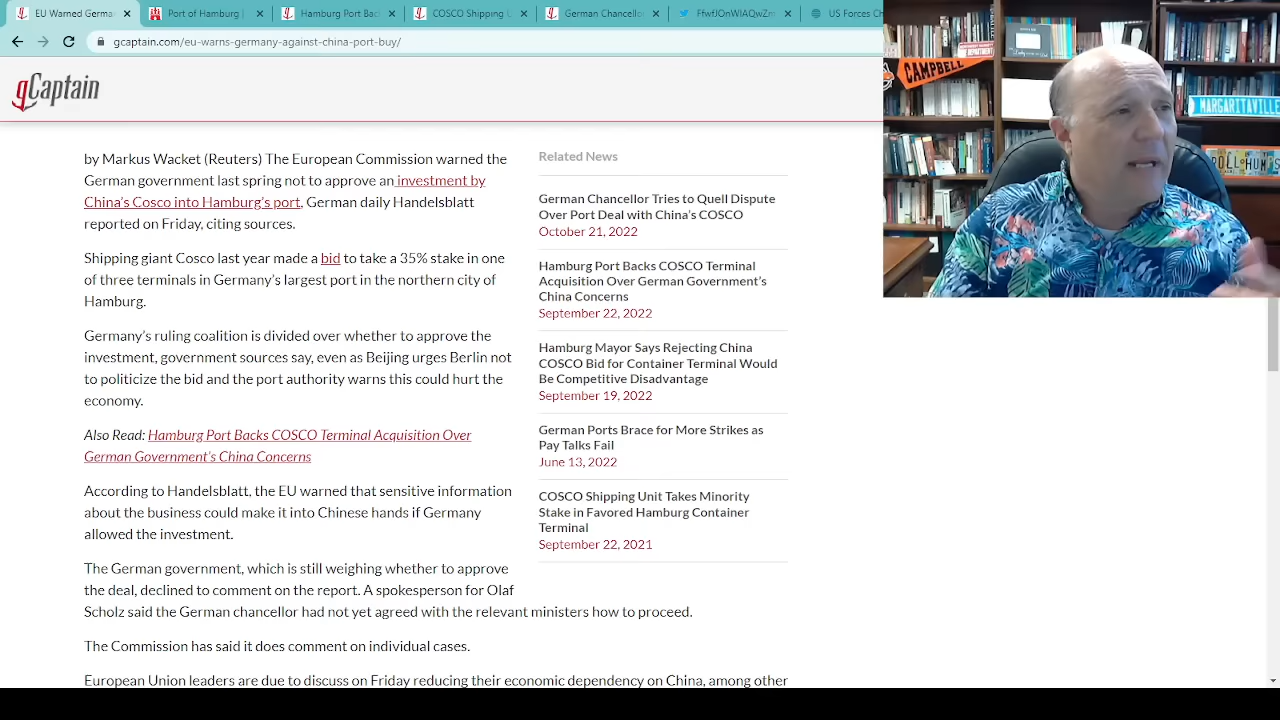 EU Warned Germa
Port of Hamburg |
Hamburg Port Bac
COSCO Shipping U
German Chancello
FfwfJOnWIAQwZm
US Forces Ch
gcaptain.com/eu-warns-germany-against-china-port-buy/
gCaptain
CAMPBELL
MARGARITAVILLE
by Markus Wacket (Reuters) The European Commission warned the
German government last spring not to approve an investment by
China's Cosco into Hamburg's port, German daily Handelsblatt
reported on Friday, citing sources.
Shipping giant Cosco last year made a bid to take a 35% stake in one
of three terminals in Germany's largest port in the northern city of
Hamburg.
Germany's ruling coalition is divided over whether to approve the
investment, government sources say, even as Beijing urges Berlin not
to politicize the bid and the port authority warns this could hurt the
economy.
Also Read: Hamburg Port Backs COSCO Terminal Acquisition Over
German Government's China Concerns
According to Handelsblatt, the EU warned that sensitive information
about the business could make it into Chinese hands if Germany
allowed the investment.
The German government, which is still weighing whether to approve
the deal, declined to comment on the report. A spokesperson for Olaf
Scholz said the German chancellor had not yet agreed with the relevant ministers how to proceed.
The Commission has said it does comment on individual cases.
European Union leaders are due to discuss on Friday reducing their economic dependency on China, among other
Related News
German Chancellor Tries to Quell Dispute
Over Port Deal with China's COSCO
October 21, 2022
Hamburg Port Backs COSCO Terminal
Acquisition Over German Government's
China Concerns
September 22, 2022
Hamburg Mayor Says Rejecting China
COSCO Bid for Container Terminal Would
Be Competitive Disadvantage
September 19, 2022
German Ports Brace for More Strikes as
Pay Talks Fail
June 13, 2022
COSCO Shipping Unit Takes Minority
Stake in Favored Hamburg Container
Terminal
September 22, 2021